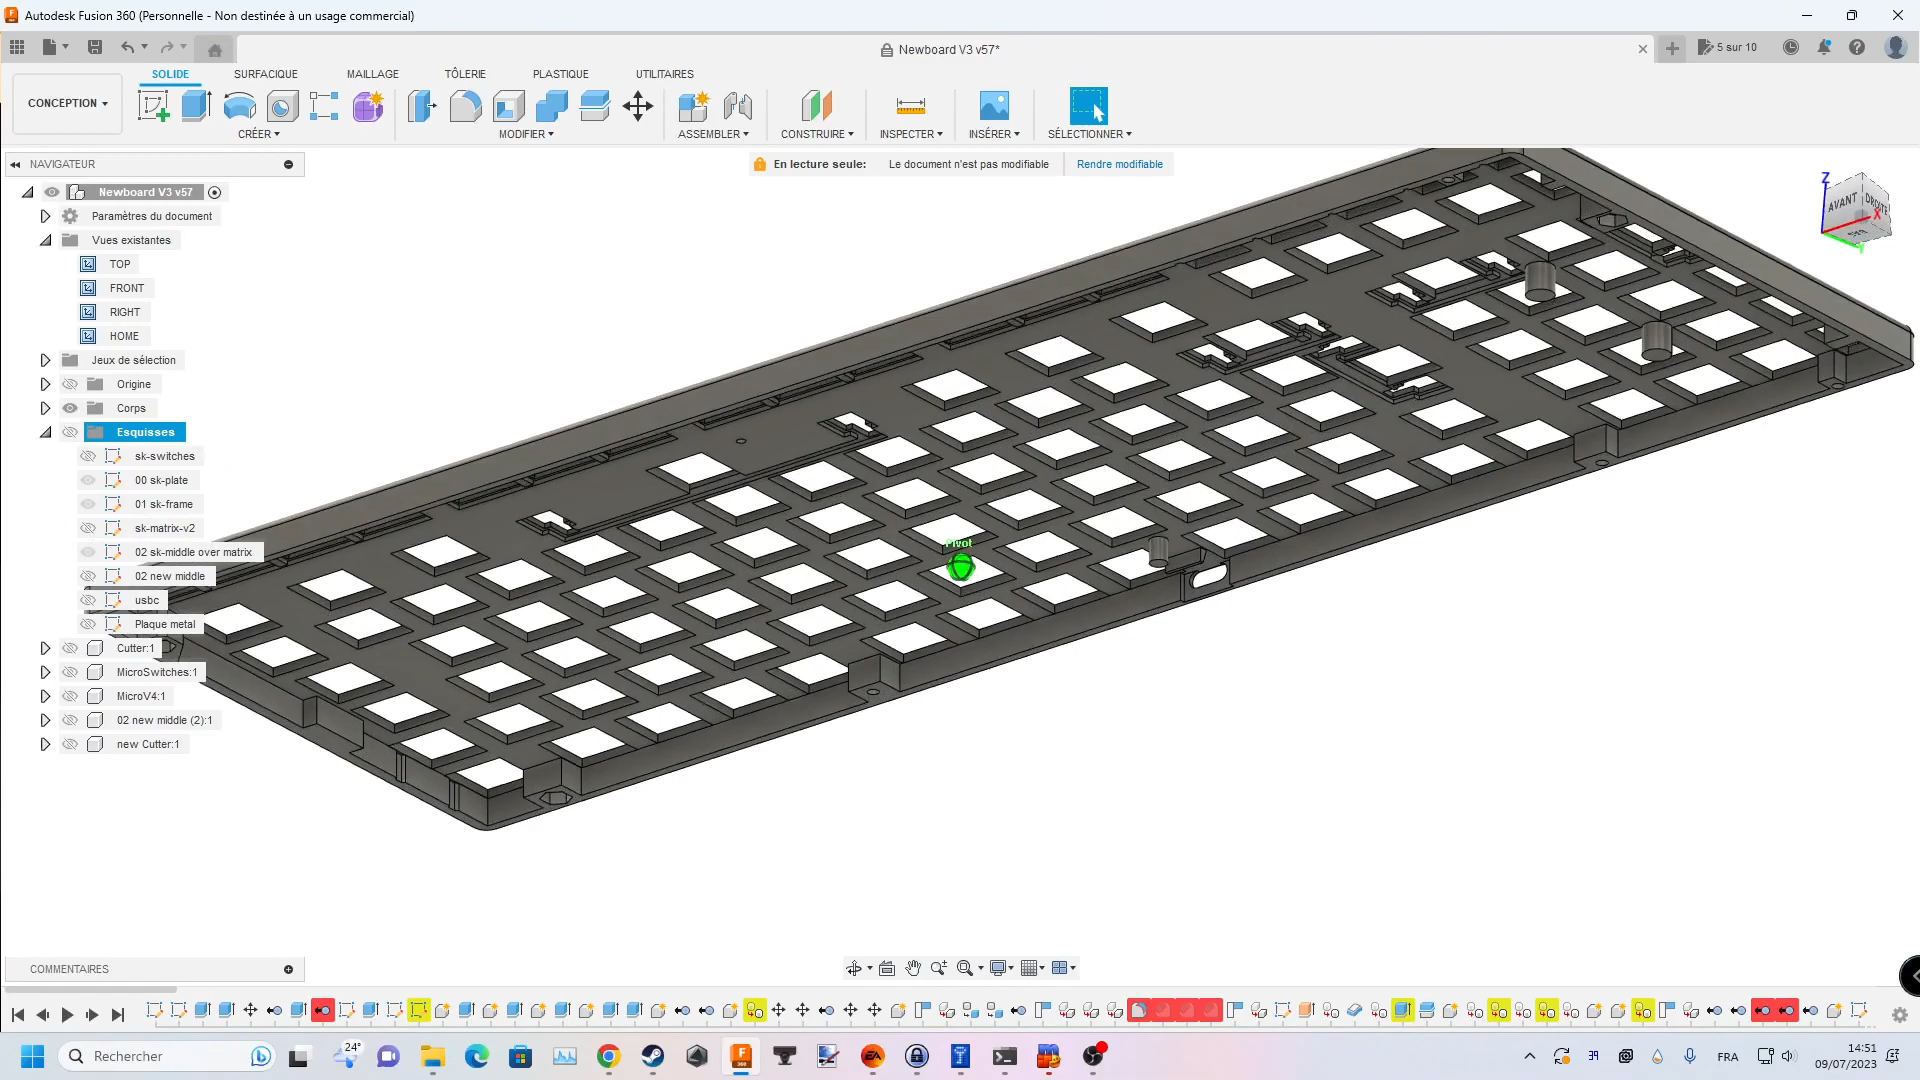 Autodesk Fusion 360 (Personnelle - Non destinée à un usage commercial)
Newboard V3 v57*
5 sur 10
CONCEPTION
SOLIDE
SURFACIQUE
MAILLAGE
TÔLERIE
PLASTIQUE
UTILITAIRES
CRÉER
MODIFIER
ASSEMBLER
CONSTRUIRE
INSPECTER
INSÉRER
SÉLECTIONNER
NAVIGATEUR
En lecture seule:
Le document n'est pas modifiable
Rendre modifiable
Newboard V3 v57
Paramètres du document
Vues existantes
TOP
FRONT
RIGHT
HOME
Jeux de sélection
Origine
Corps
Esquisses
sk-switches
00 sk-plate
01 sk-frame
sk-matrix-v2
02 sk-middle over matrix
02 new middle
usbc
Plaque metal
Cutter:1
MicroSwitches:1
MicroV4:1
02 new middle (2):1
new Cutter:1
Z
AVANT
DROITE
X
Pivot
COMMENTAIRES
24°
Rechercher
FRA
14:51
09/07/2023